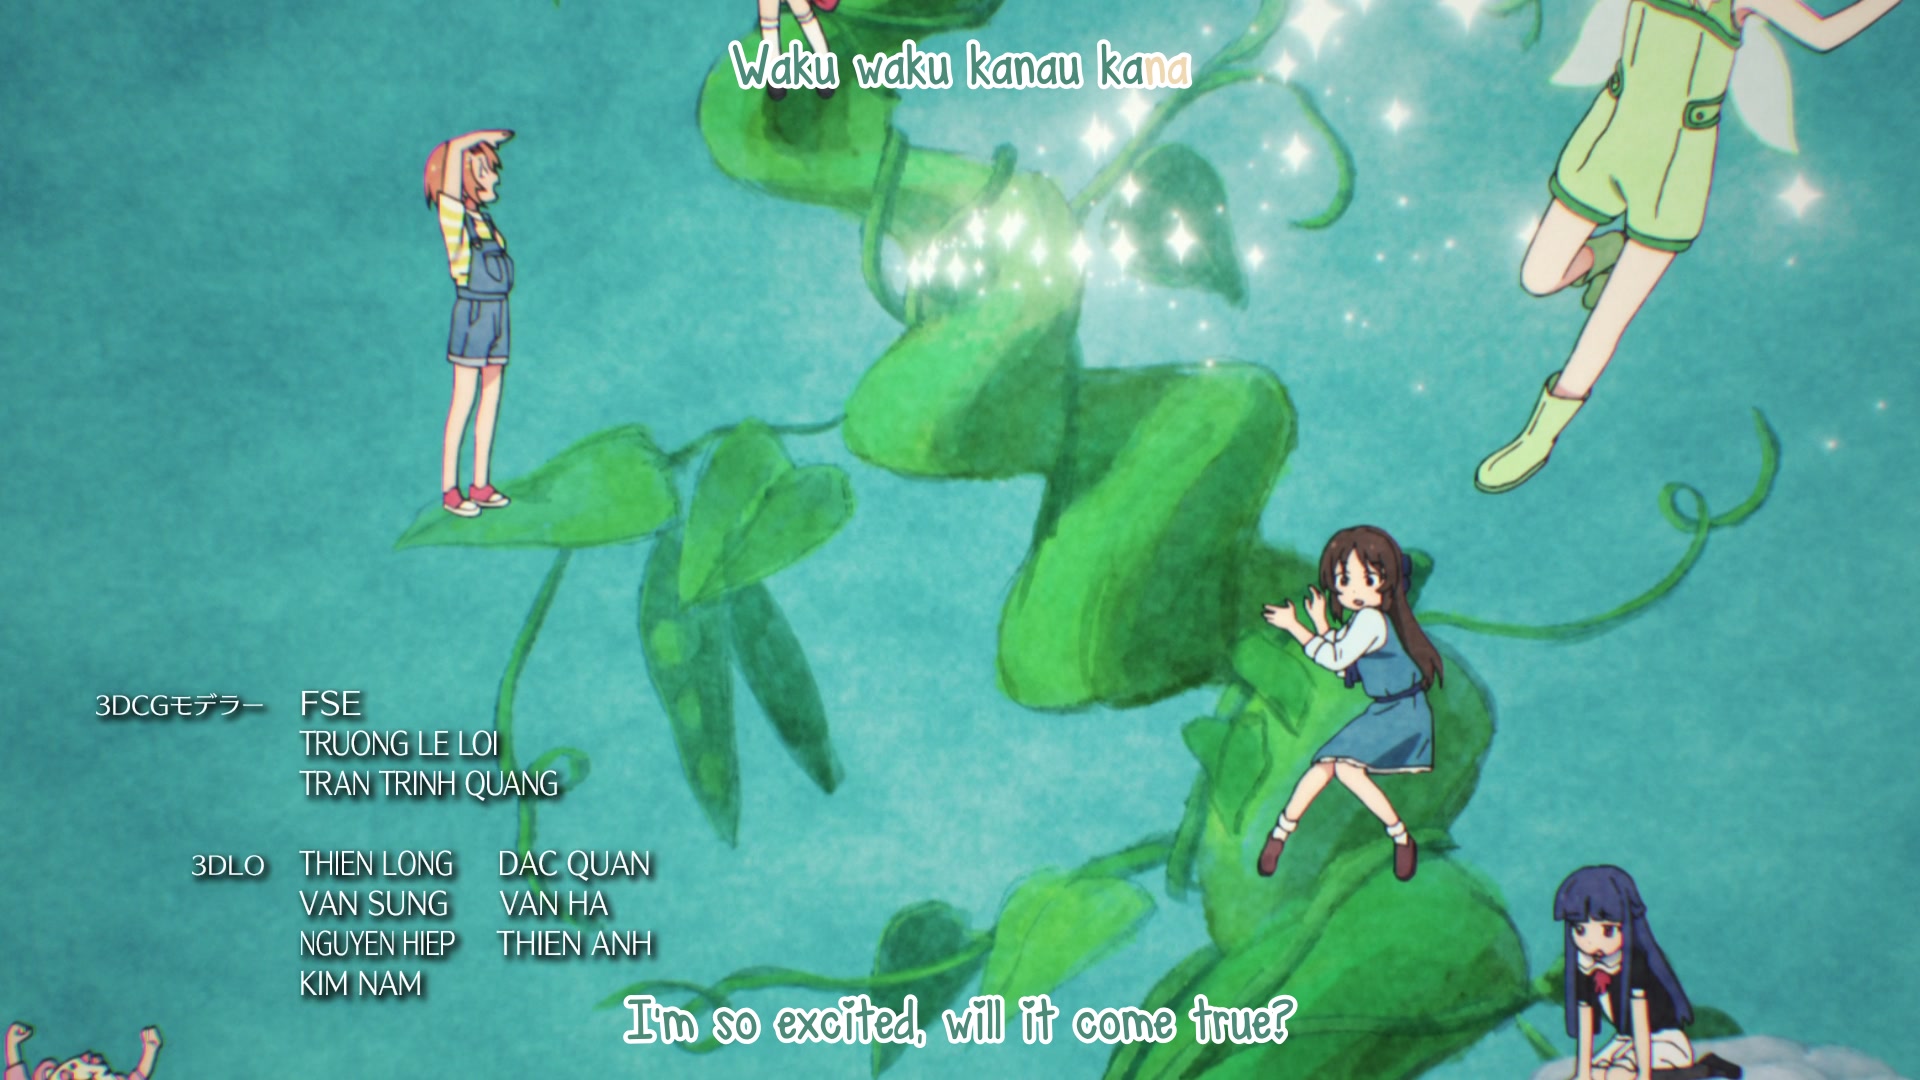 Waku waku kanau kana
3DCGモデラー FSE
TRUONG LE LOI
TRAN TRINH QUANG
3DLO THIEN LONG DAC QUAN
VAN SUNG VAN HA
NGUYEN HIEP THIEN ANH
KIM NAM
I'm so excited, will it come true?